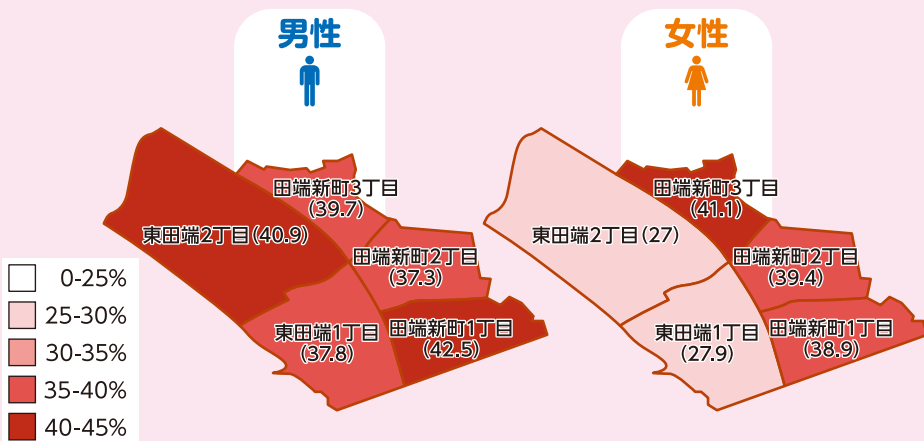 男性
田端新町3丁目
(39.7)
東田端2丁目(40.9)
田端新町2丁目
(37.3)
東田端1丁目
(37.8)
田端新町1丁目
(42.5)
女性
田端新町3丁目
(41.1)
東田端2丁目(27)
田端新町2丁目
(39.4)
東田端1丁目
(27.9)
田端新町1丁目
(38.9)
0-25%
25-30%
30-35%
35-40%
40-45%